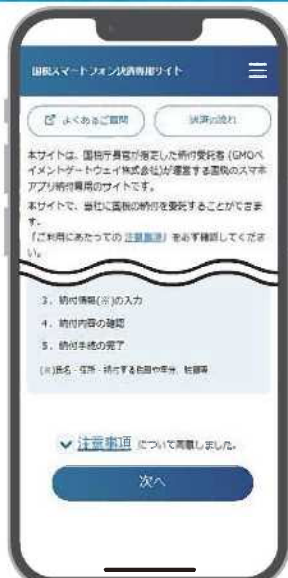 国税スマートフォン決済専用サイト
よくあるご質問
決済の流れ
本サイトは、国税庁長官が指定した納付受託者(GMOペ
イメントゲートウェイ株式会社)が運営する国税のスマホ
アプリ納付専用のサイトです。
本サイトで、当社に国税の納付を委託することができま
す。
「ご利用にあたっての注意事項」を必ず確認してくださ
い。
3. 納付情報(※)の入力
4. 納付内容の確認
5. 納付手続の完了
(※)氏名・住所・納付する税目や年分、税額等
注意事項 について同意しました。
次へ